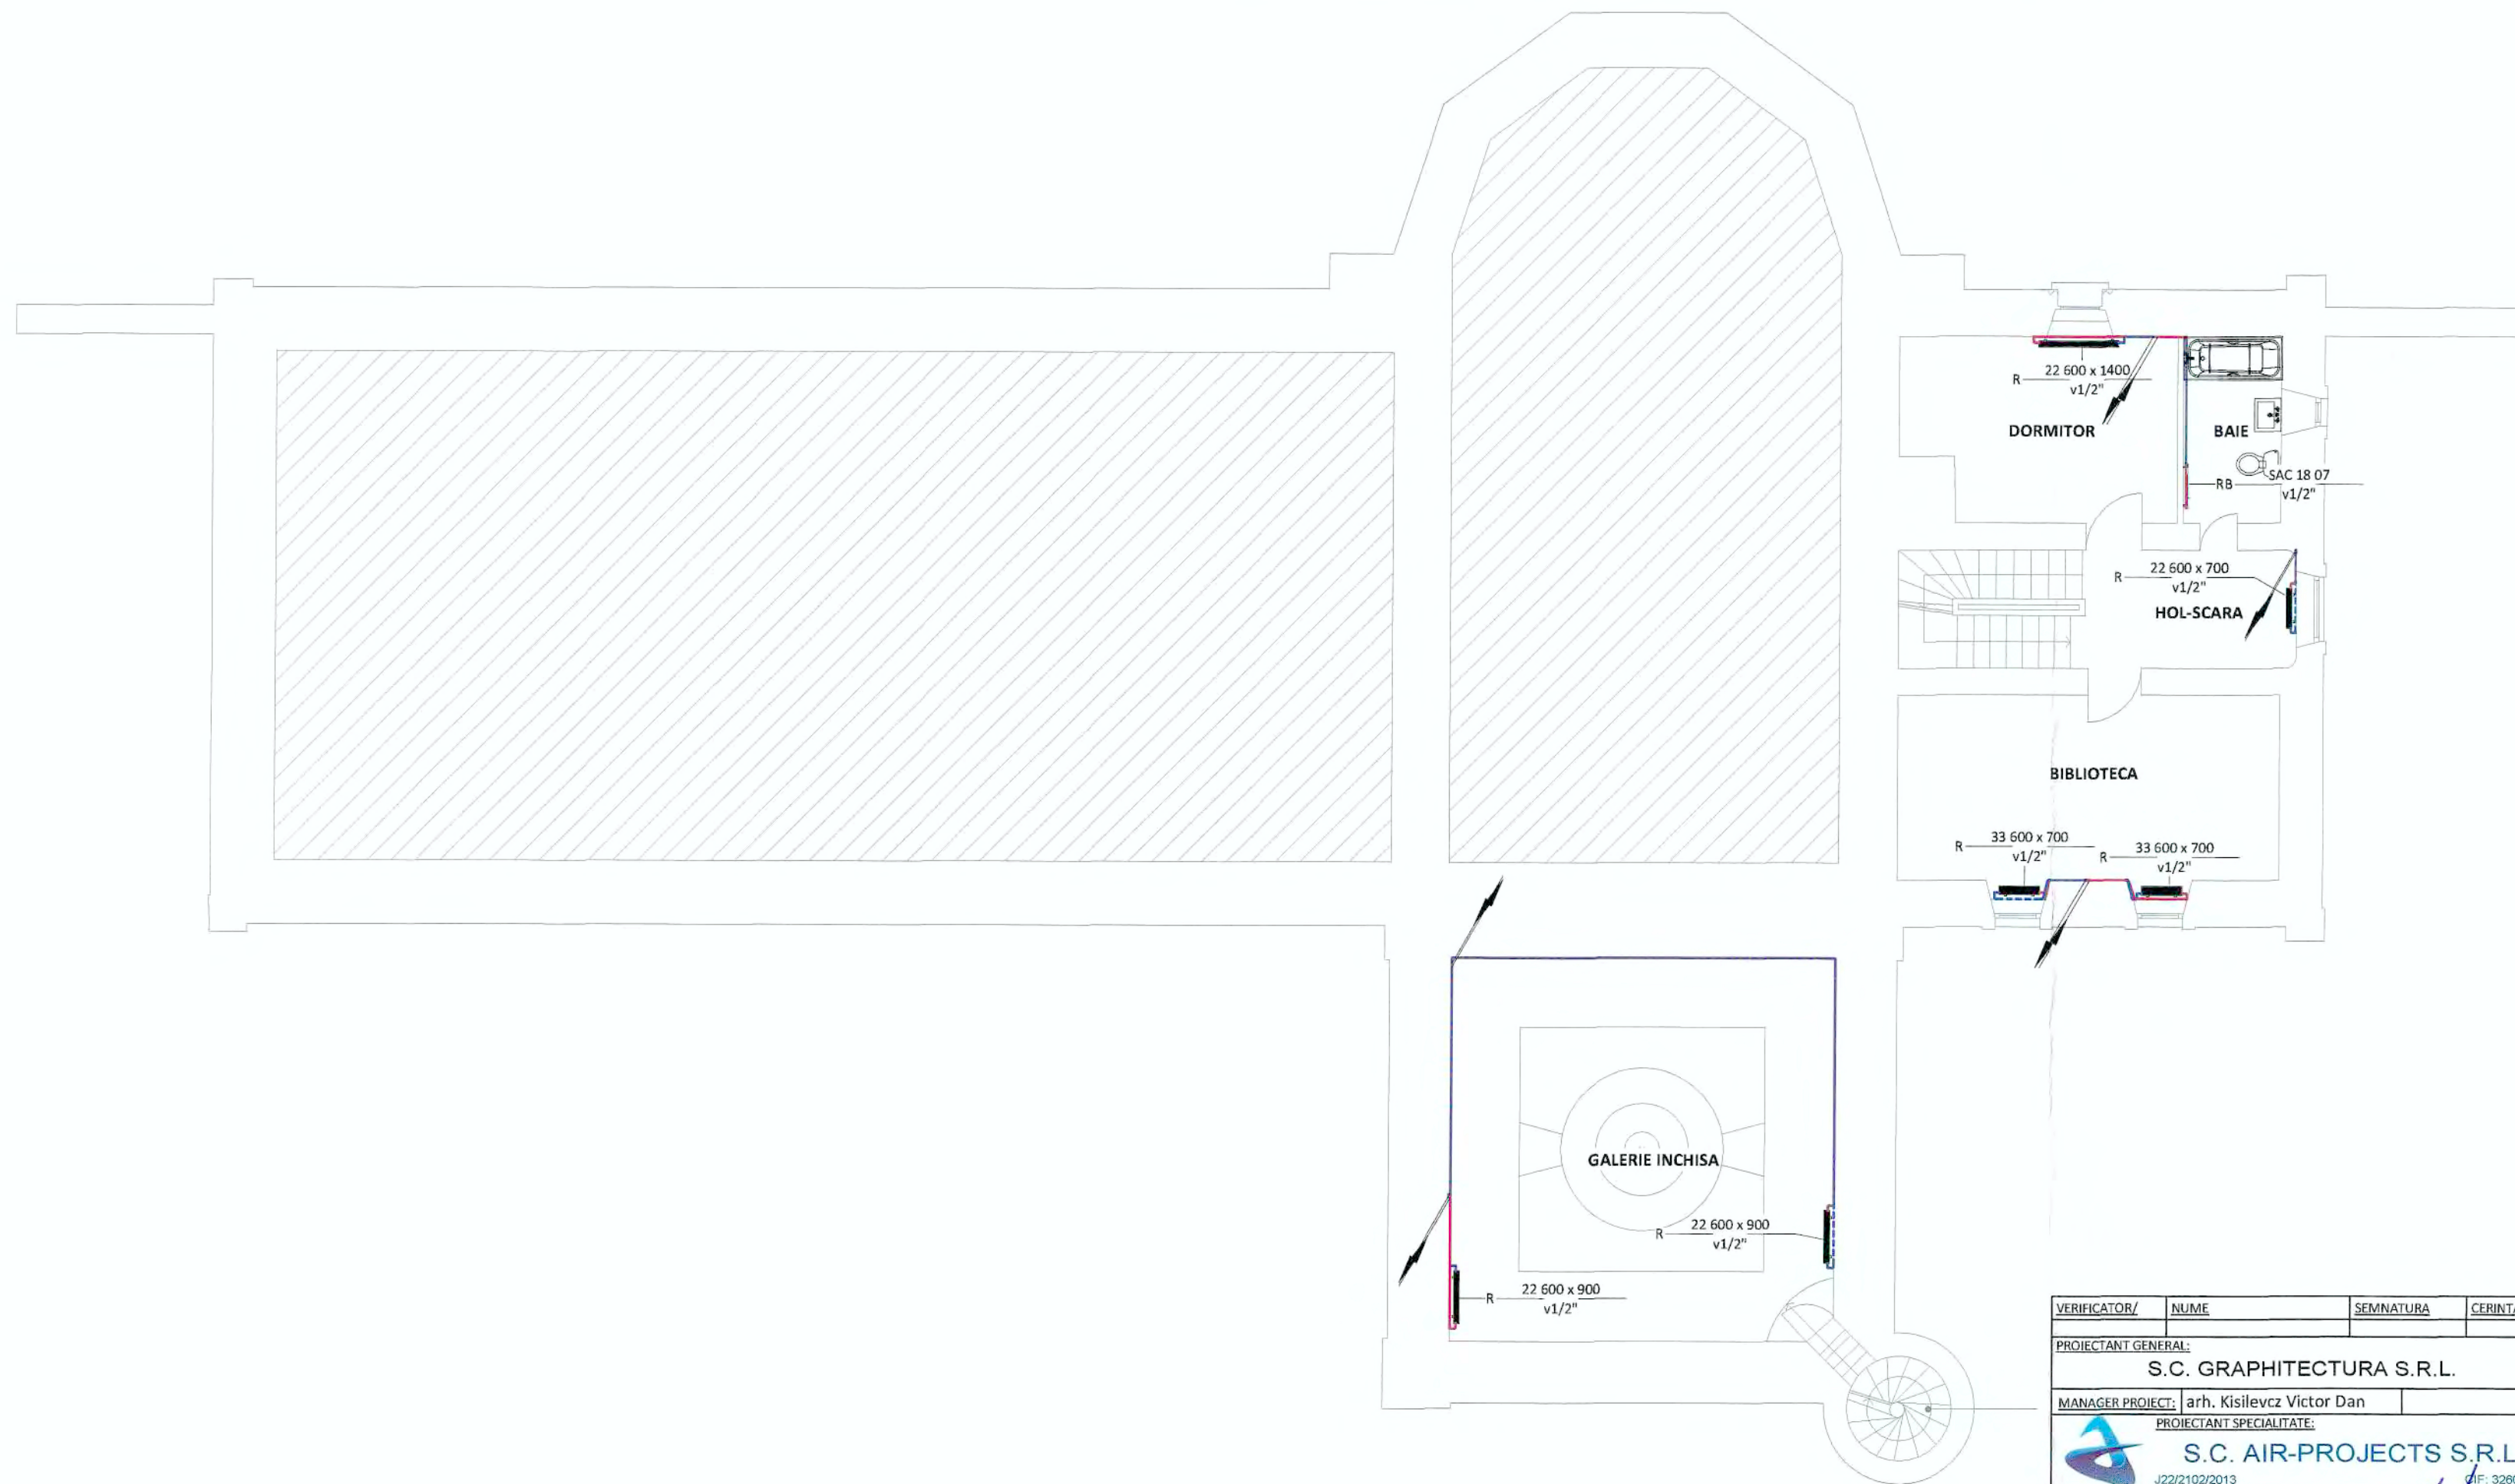 22 600 x 1400
R
v1/2"
DORMITOR
BAIE
SAC 18 07
RB
v1/2"
22 600 x 700
R
v1/2"
HOL-SCARA
BIBLIOTECA
33 600 x 700
R
v1/2"
33 600 x 700
R
v1/2"
GALERIE INCHISA
22 600 x 900
R
v1/2"
22 600 x 900
R
v1/2"
VERIFICATOR/ NUME SEMNATURA
PROIECTANT GENERAL:
S.C. GRAPHITECTURA S.R.L.
MANAGER PROIECT: arh. Kisilevcz Victor Dan
PROIECTANT SPECIALITATE:
S.C. AIR-PROJECTS S.R.L
J22/2102/2013 CIF: